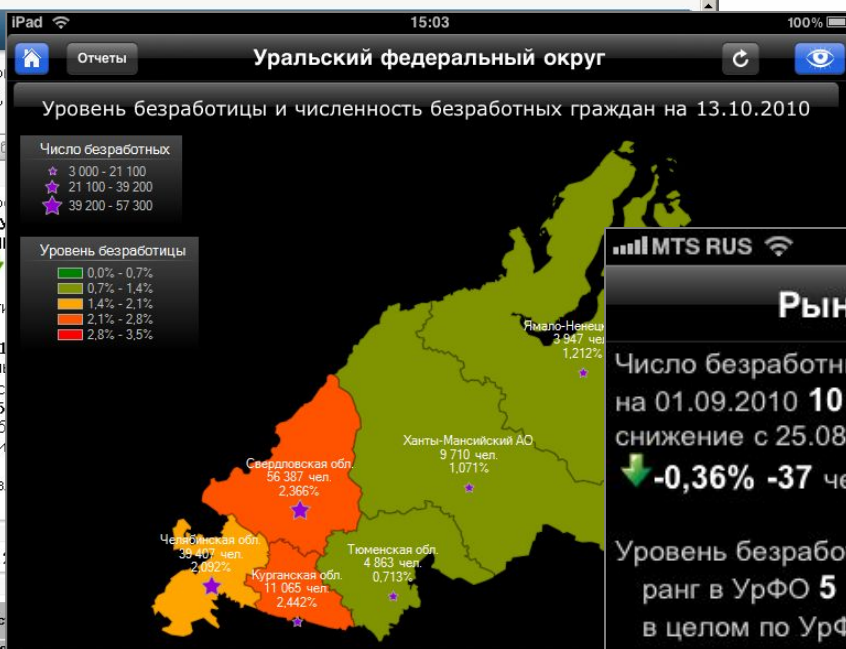 iPad 15:03 100%
Отчеты Уральский федеральный округ
Уровень безработицы и численность безработных граждан на 13.10.2010
Число безработных
3 000 - 21 100
21 100 - 39 200
39 200 - 57 300
Уровень безработицы
0,0% - 0,7%
0,7% - 1,4%
1,4% - 2,1%
2,1% - 2,8%
2,8% - 3,5%
Ямало-Ненец
3 947 чел
1,212%
Ханты-Мансийский АО
9 710 чел.
1,071%
Свердловская обл.
56 387 чел.
2,366%
Челябинская обл.
39 407 чел.
2,092%
Курганская обл.
11 065 чел.
2,442%
Тюменская обл.
4 863 чел.
0,713%
MTS RUS
Рын
Число безработн
на 01.09.2010 10
снижение с 25.08
-0,36% -37 че
Уровень безрабо
ранг в УрФО 5
в целом по УрФ